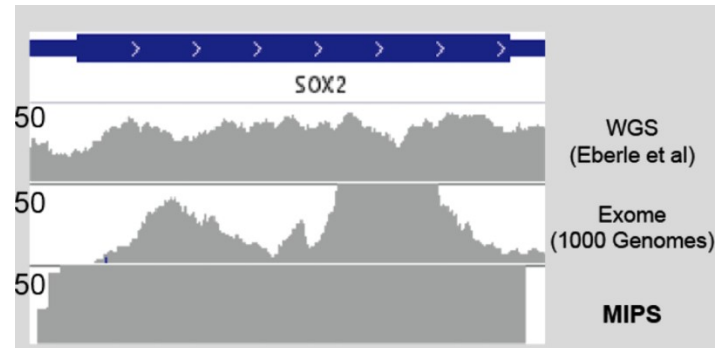 SOX2
50
WGS
(Eberle et al)
50
Exome
(1000 Genomes)
50
MIPS